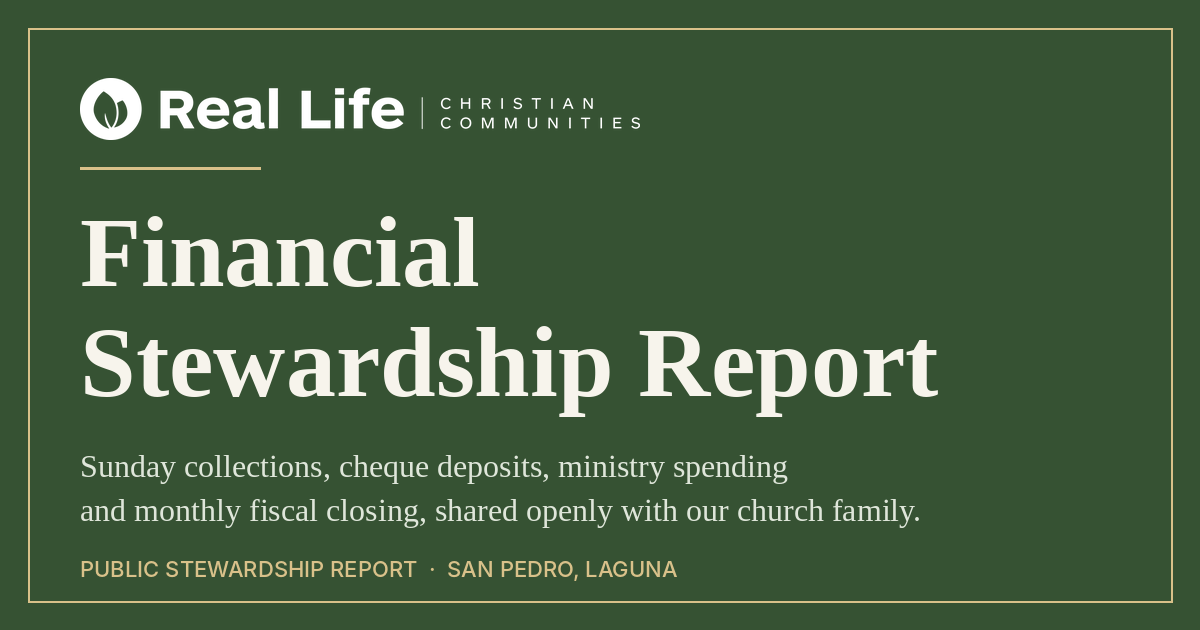 Real Life
CHRISTIAN
COMMUNITIES
Financial
Stewardship Report
Sunday collections, cheque deposits, ministry spending
and monthly fiscal closing, shared openly with our church family.
PUBLIC STEWARDSHIP REPORT · SAN PEDRO, LAGUNA